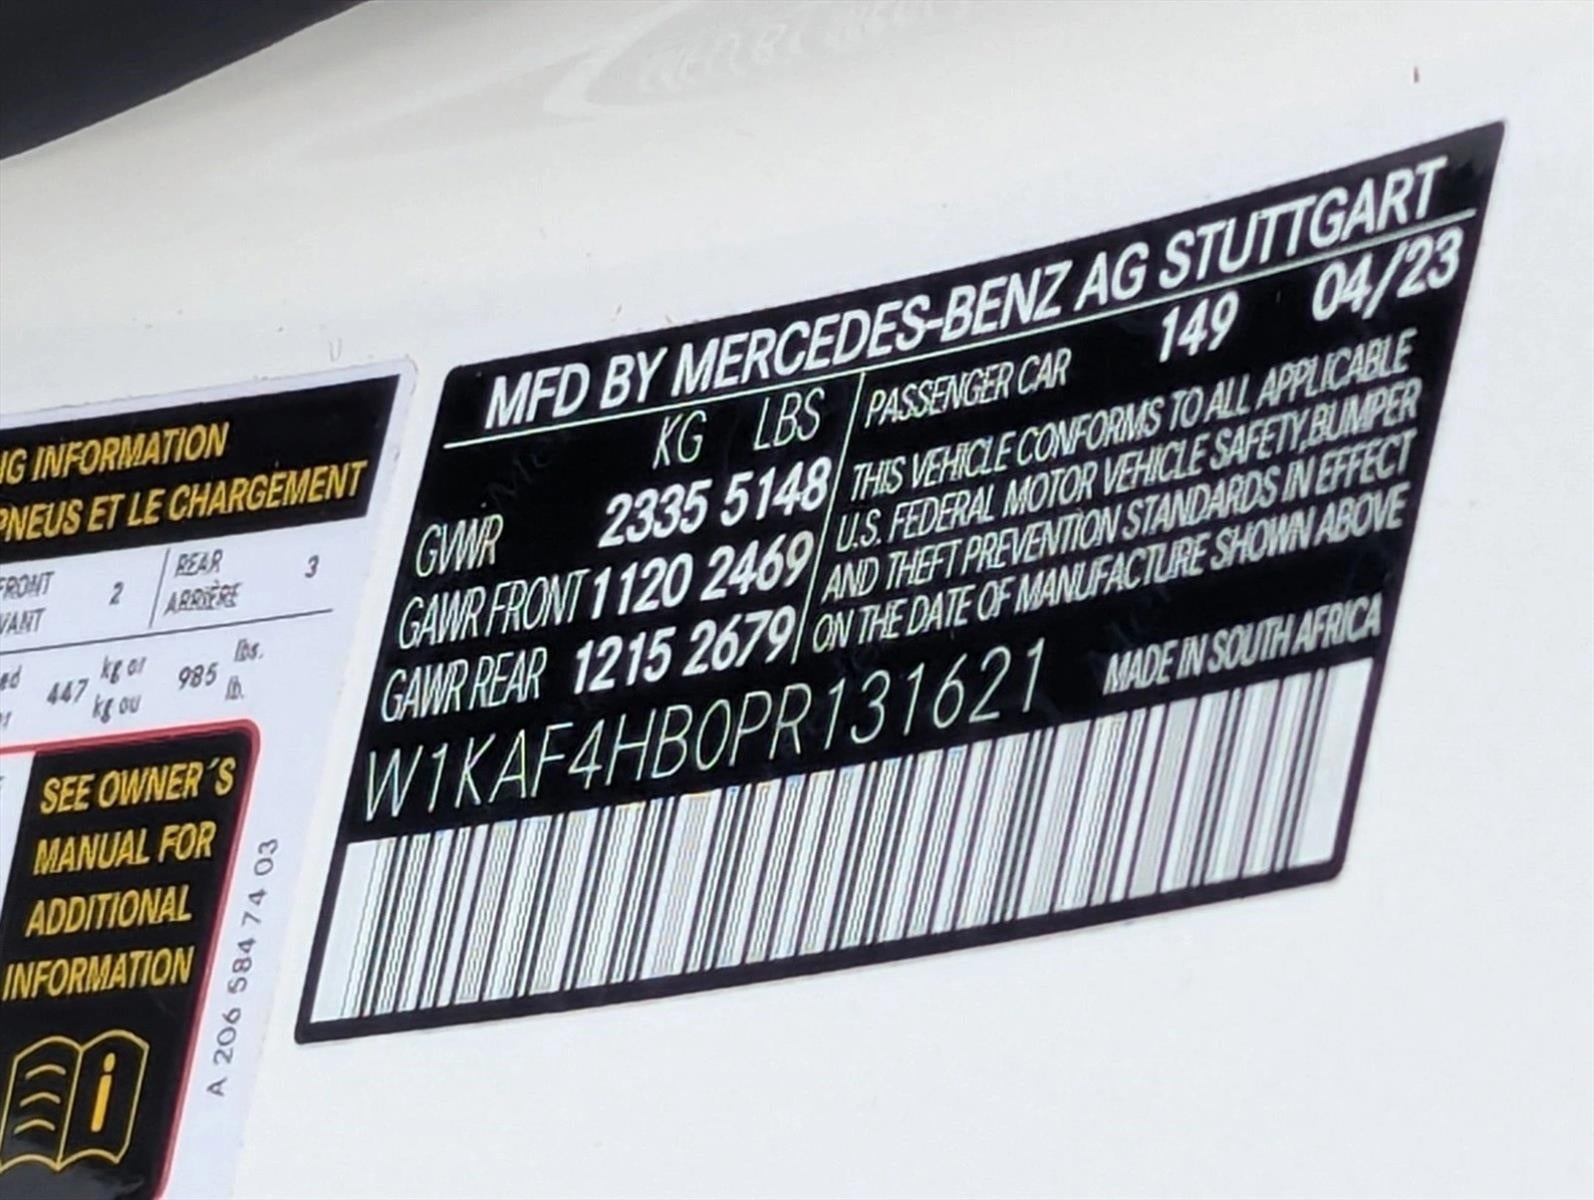 NG INFORMATION
PNEUS ET LE CHARGEMENT
FRONT 2 REAR 3
VANT ARRIÈRE
447 kg or 985 lbs.
kg ou lb.
SEE OWNER´S
MANUAL FOR
ADDITIONAL
INFORMATION
i
A 206 584 74 03
MFD BY MERCEDES-BENZ AG STUTTGART
KG LBS PASSENGER CAR 149 04/23
GVWR 2335 5148
GAWR FRONT 1120 2469
GAWR REAR 1215 2679
THIS VEHICLE CONFORMS TO ALL APPLICABLE
U.S. FEDERAL MOTOR VEHICLE SAFETY,BUMPER
AND THEFT PREVENTION STANDARDS IN EFFECT
ON THE DATE OF MANUFACTURE SHOWN ABOVE
W1KAF4HB0PR131621 MADE IN SOUTH AFRICA